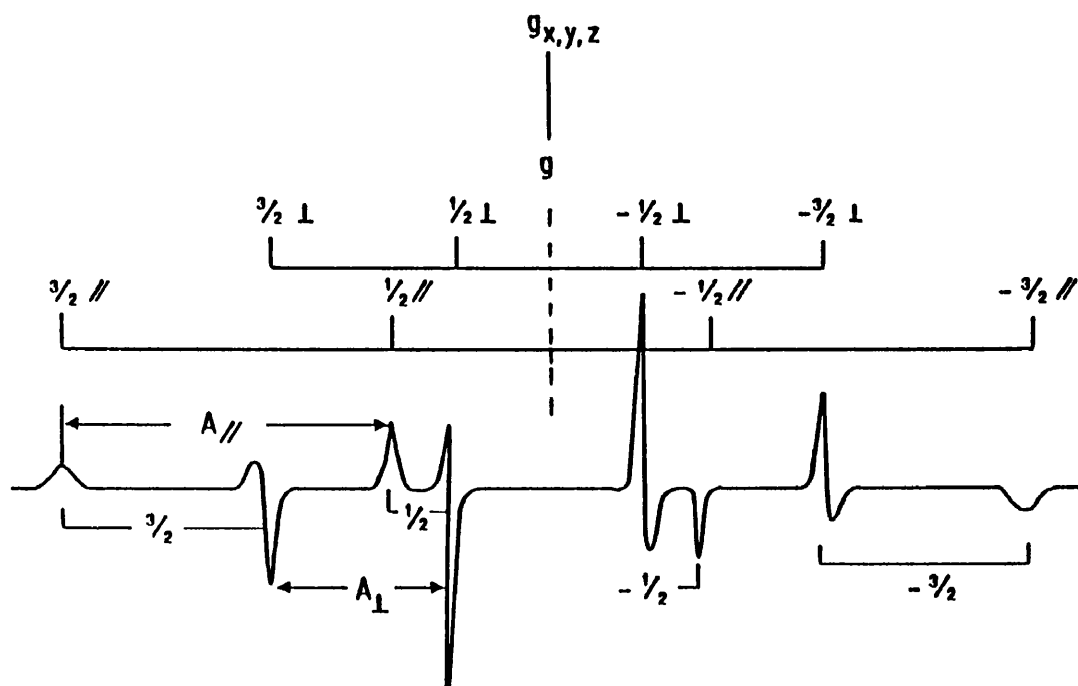 g x,y,z
g
3/2 ⊥ 1/2 ⊥ - 1/2 ⊥ -3/2 ⊥
3/2 // 1/2 // - 1/2 // - 3/2 //
A //
3/2 1/2
A⊥ - 1/2 - 3/2